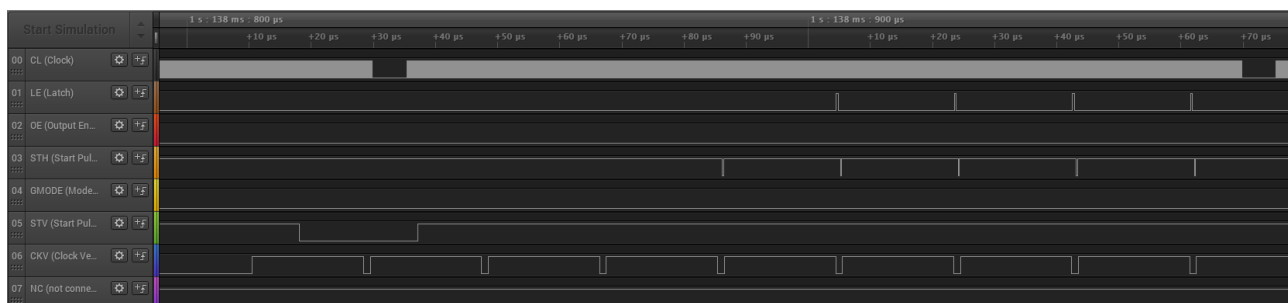 1 s : 138 ms : 800 µs 1 s : 138 ms : 900 µs
Start Simulation
+10 µs +20 µs +30 µs +40 µs +50 µs +60 µs +70 µs +80 µs +90 µs +10 µs +20 µs +30 µs +40 µs +50 µs +60 µs +70 µs
00 CL (Clock)
01 LE (Latch)
02 OE (Output En...
03 STH (Start Pul...
04 GMODE (Mode...
05 STV (Start Pul...
06 CKV (Clock Ve...
07 NC (not conne...